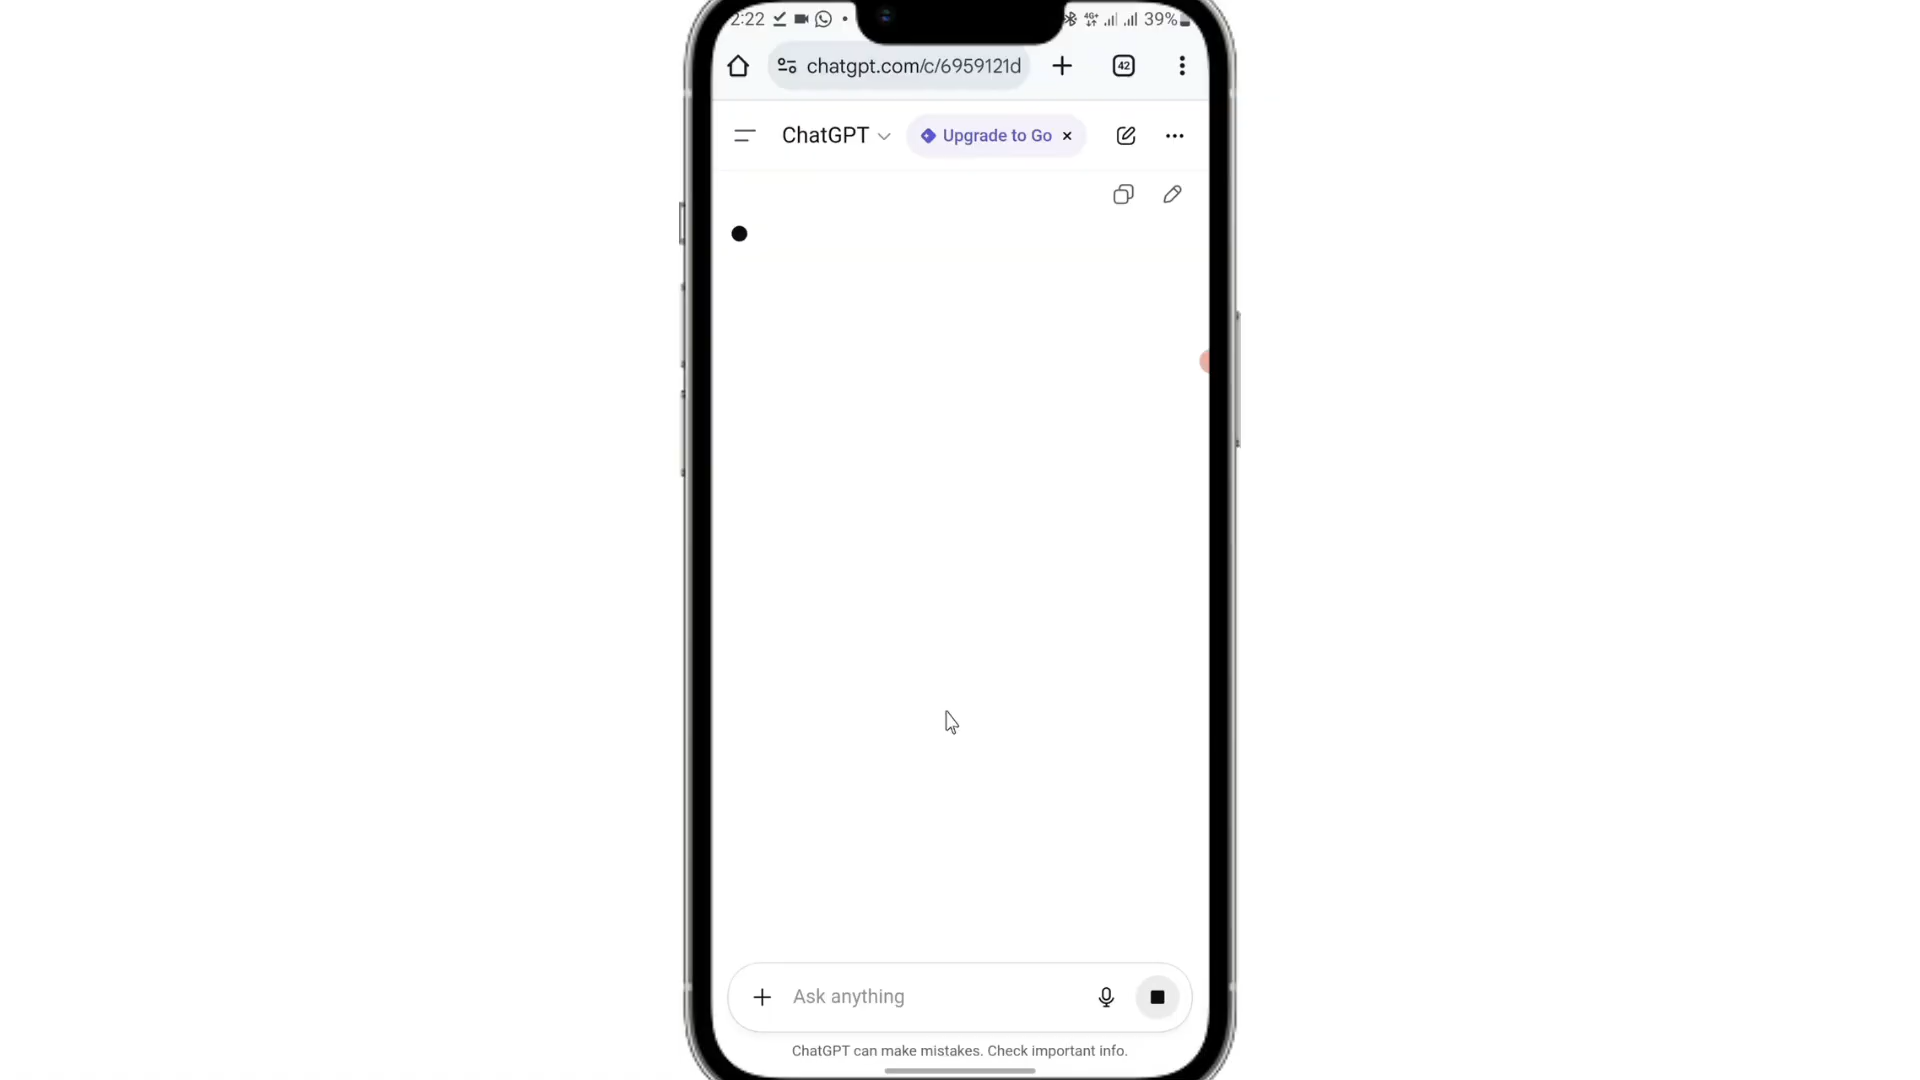 2:22 4G+ 39%
chatgpt.com/c/6959121d 42
ChatGPT Upgrade to Go
Ask anything
ChatGPT can make mistakes. Check important info.